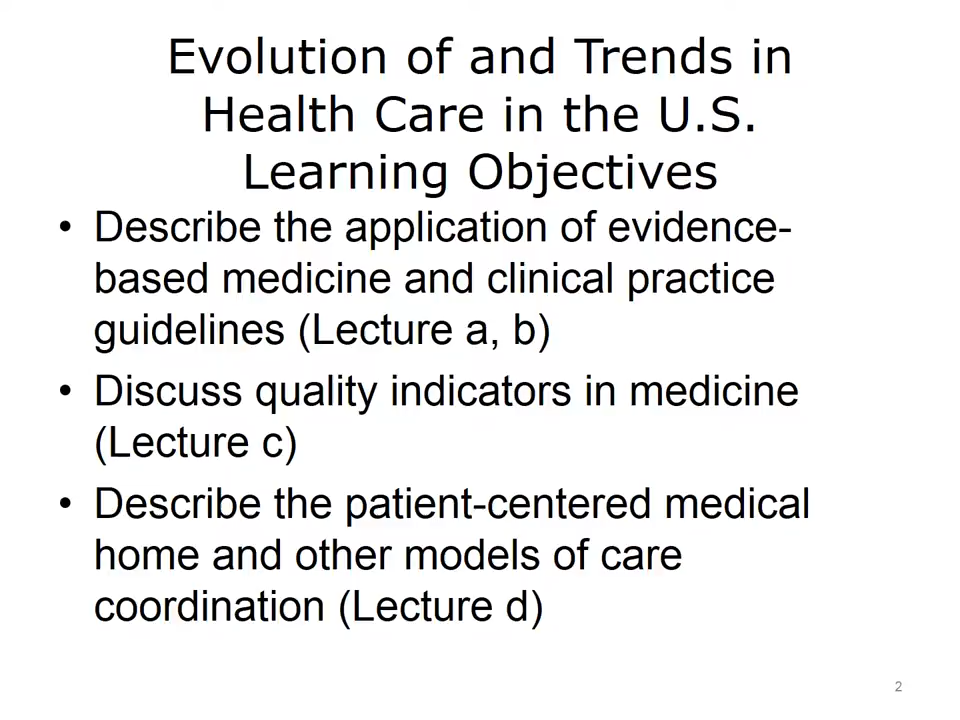 Evolution of and Trends in
Health Care in the U.S.
Learning Objectives
• Describe the application of evidence-
based medicine and clinical practice
guidelines (Lecture a, b)
• Discuss quality indicators in medicine
(Lecture c)
• Describe the patient-centered medical
home and other models of care
coordination (Lecture d)
2